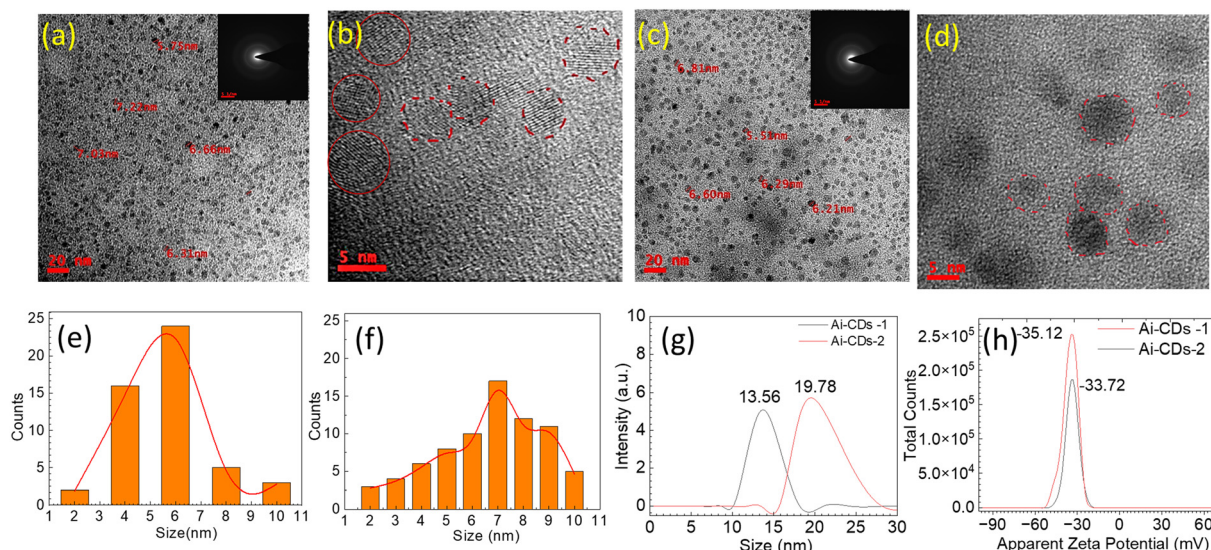 (a)
5.75nm
7.22nm
7.03nm
6.66nm
6.31nm
20 nm
(b)
5 nm
(c)
6.81nm
5.55nm
6.29nm
6.60nm
6.21nm
20 nm
(d)
5 nm
(e)
25
20
15
10
5
0
Counts
1 2 3 4 5 6 7 8 9 10 11
Size(nm)
(f)
25
20
15
10
5
0
Counts
1 2 3 4 5 6 7 8 9 10 11
Size (nm)
(g)
Ai-CDs -1
Ai-CDs-2
13.56
19.78
10
8
6
4
2
0
Intensity (a.u.)
0 5 10 15 20 25 30
Size (nm)
(h)
-35.12
Ai-CDs -1
Ai-CDs-2
-33.72
2.5×10⁵
2.0×10⁵
1.5×10⁵
1.0×10⁵
5.0×10⁴
0.0
Total Counts
-90 -60 -30 0 30 60
Apparent Zeta Potential (mV)